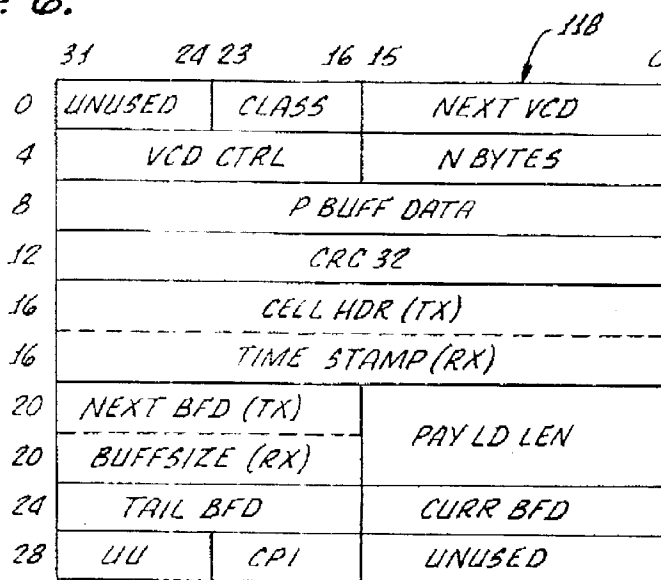 6.
118
31 24 23 16 15 0
0 UNUSED CLASS NEXT VCD
4 VCD CTRL N BYTES
8 P BUFF DATA
12 CRC 32
16 CELL HDR (TX)
16 TIME STAMP (RX)
20 NEXT BFD (TX)
PAY LD LEN
20 BUFFSIZE (RX)
24 TAIL BFD CURR BFD
28 UU CPI UNUSED